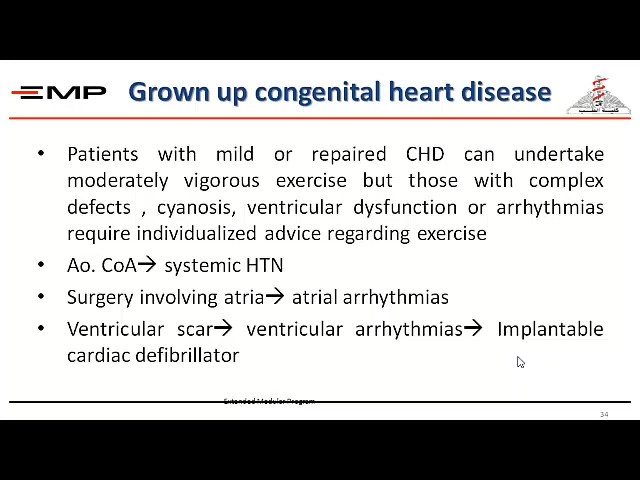 EMP
Grown up congenital heart disease
كلية الطب
• Patients with mild or repaired CHD can undertake
moderately vigorous exercise but those with complex
defects , cyanosis, ventricular dysfunction or arrhythmias
require individualized advice regarding exercise
• Ao. CoA→ systemic HTN
• Surgery involving atria→ atrial arrhythmias
• Ventricular scar→ ventricular arrhythmias→ Implantable
cardiac defibrillator
Extended Modular Program
34